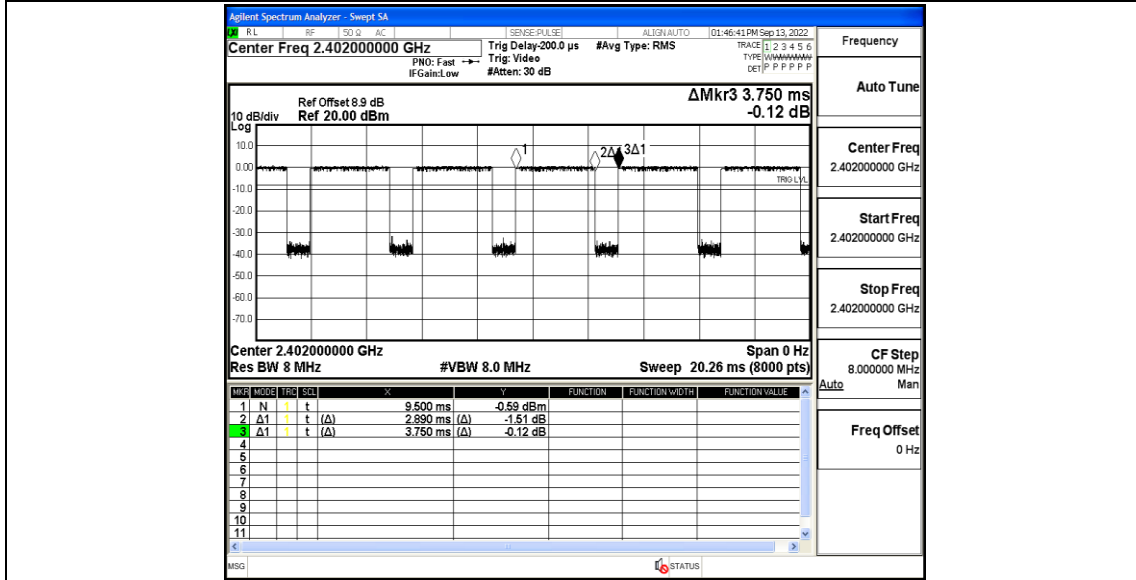 Agilent Spectrum Analyzer - Swept SA
RL RF 50 Ω AC SENSE:PULSE ALIGN AUTO 01:46:41 PM Sep 13, 2022
Center Freq 2.402000000 GHz
PNO: Fast
IFGain:Low
Trig Delay-200.0 µs
Trig: Video
#Atten: 30 dB
#Avg Type: RMS
TRACE 1 2 3 4 5 6
TYPE WWWWWW
DET P P P P P P
Ref Offset 8.9 dB
Ref 20.00 dBm
10 dB/div
Log
ΔMkr3 3.750 ms
-0.12 dB
10.0
0.00
-10.0
-20.0
-30.0
-40.0
-50.0
-60.0
-70.0
1
2Δ1
3Δ1
TRIG LVL
Center 2.402000000 GHz Span 0 Hz
Res BW 8 MHz #VBW 8.0 MHz Sweep 20.26 ms (8000 pts)
MKR MODE TRC SCL X Y FUNCTION FUNCTION WIDTH FUNCTION VALUE
1 N 1 t 9.500 ms -0.59 dBm
2 Δ1 1 t (Δ) 2.890 ms (Δ) -1.51 dB
3 Δ1 1 t (Δ) 3.750 ms (Δ) -0.12 dB
4
5
6
7
8
9
10
11
MSG STATUS
Frequency
Auto Tune
Center Freq
2.402000000 GHz
Start Freq
2.402000000 GHz
Stop Freq
2.402000000 GHz
CF Step
8.000000 MHz
Auto Man
Freq Offset
0 Hz